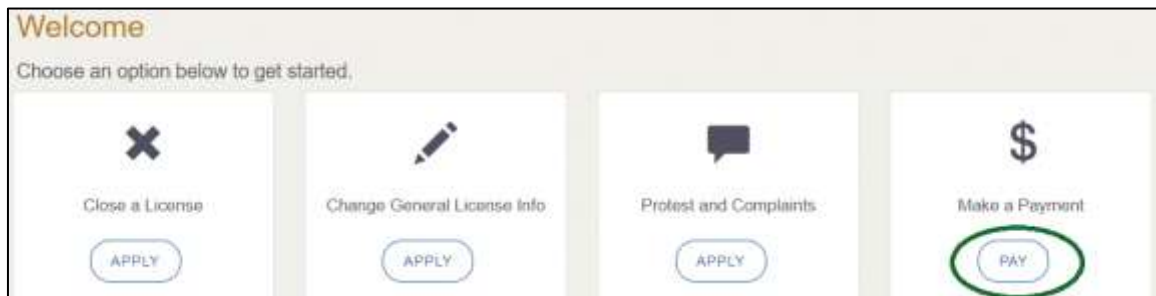 Welcome
Choose an option below to get started.
Close a License
Change General License Info
Protest and Complaints
$
Make a Payment
APPLY
APPLY
APPLY
PAY